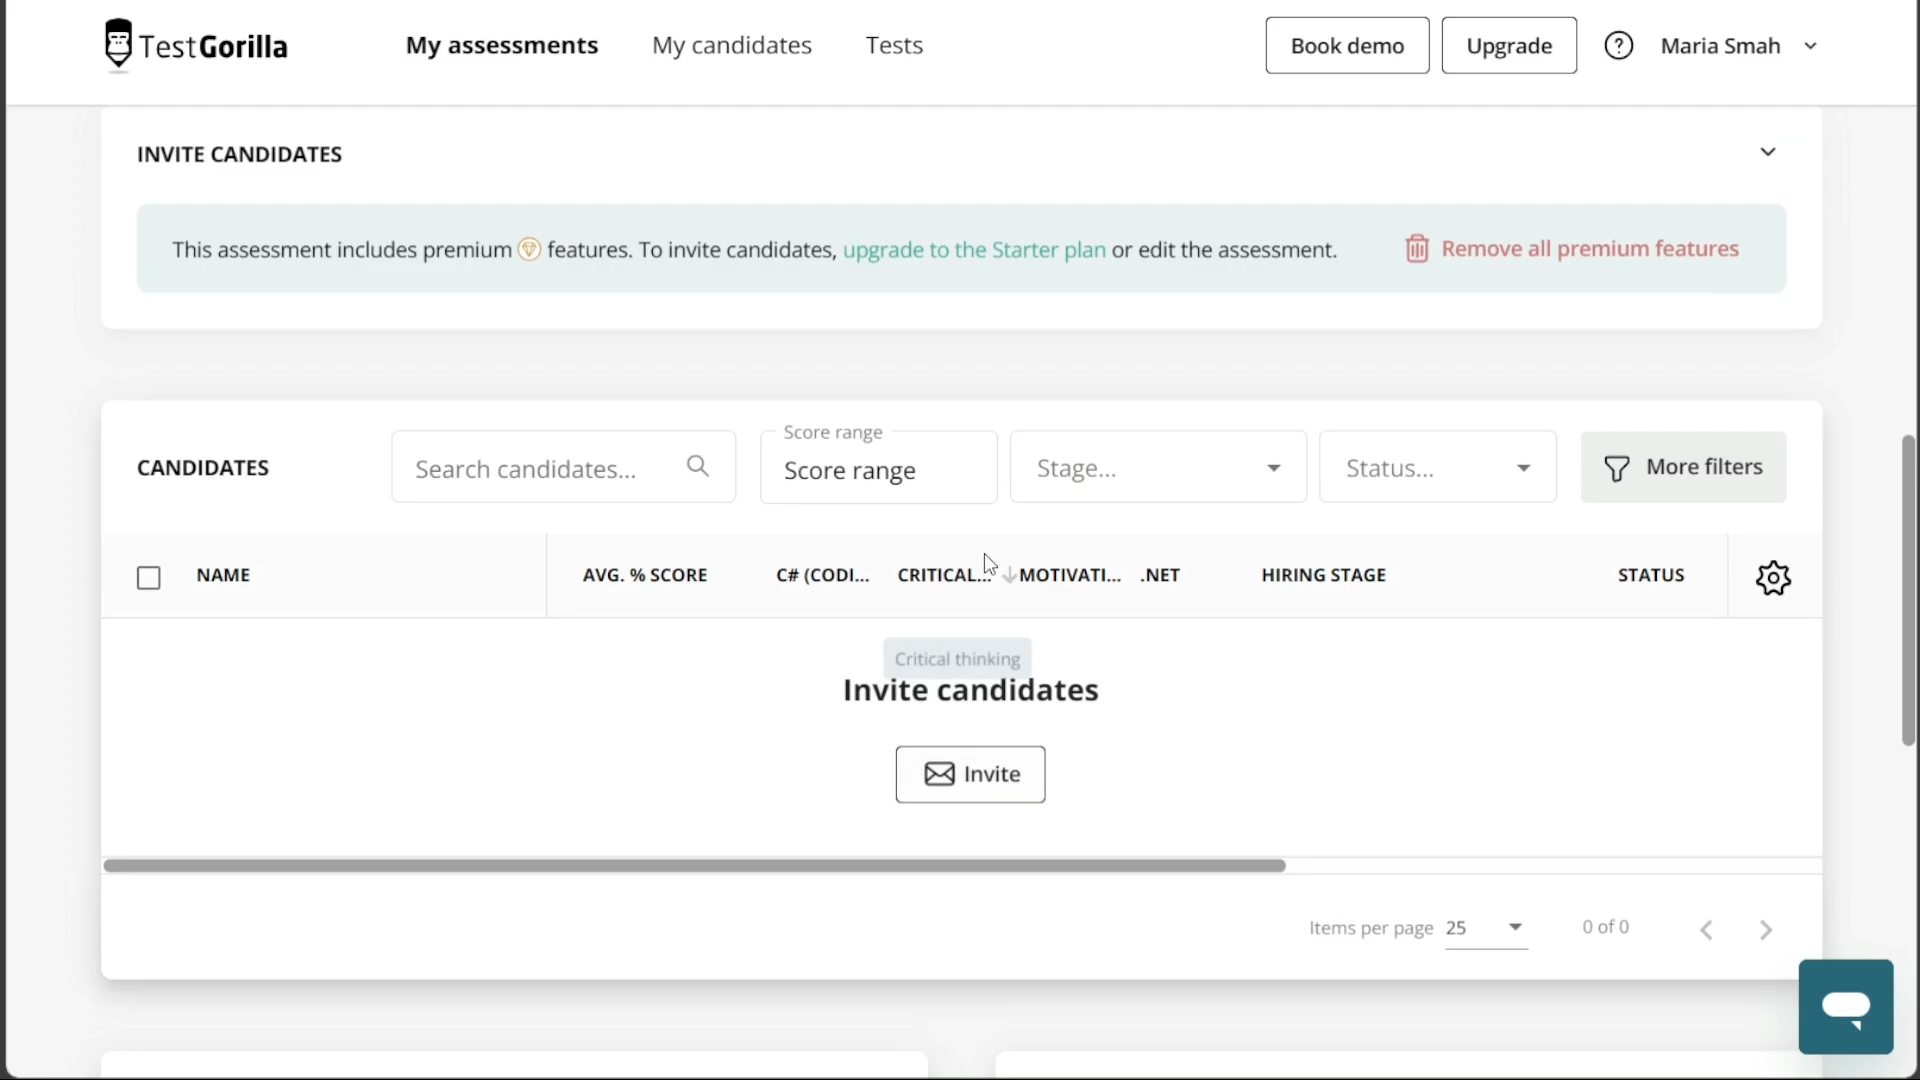 TestGorilla
My assessments
My candidates
Tests
Book demo
Upgrade
Maria Smah
INVITE CANDIDATES
This assessment includes premium features. To invite candidates, upgrade to the Starter plan or edit the assessment.
Remove all premium features
CANDIDATES
Search candidates...
Score range
Score range
Stage...
Status...
More filters
NAME
AVG. % SCORE
C# (CODI...
CRITICAL...
MOTIVATI...
.NET
HIRING STAGE
STATUS
Critical thinking
Invite candidates
Invite
Items per page 25
0 of 0